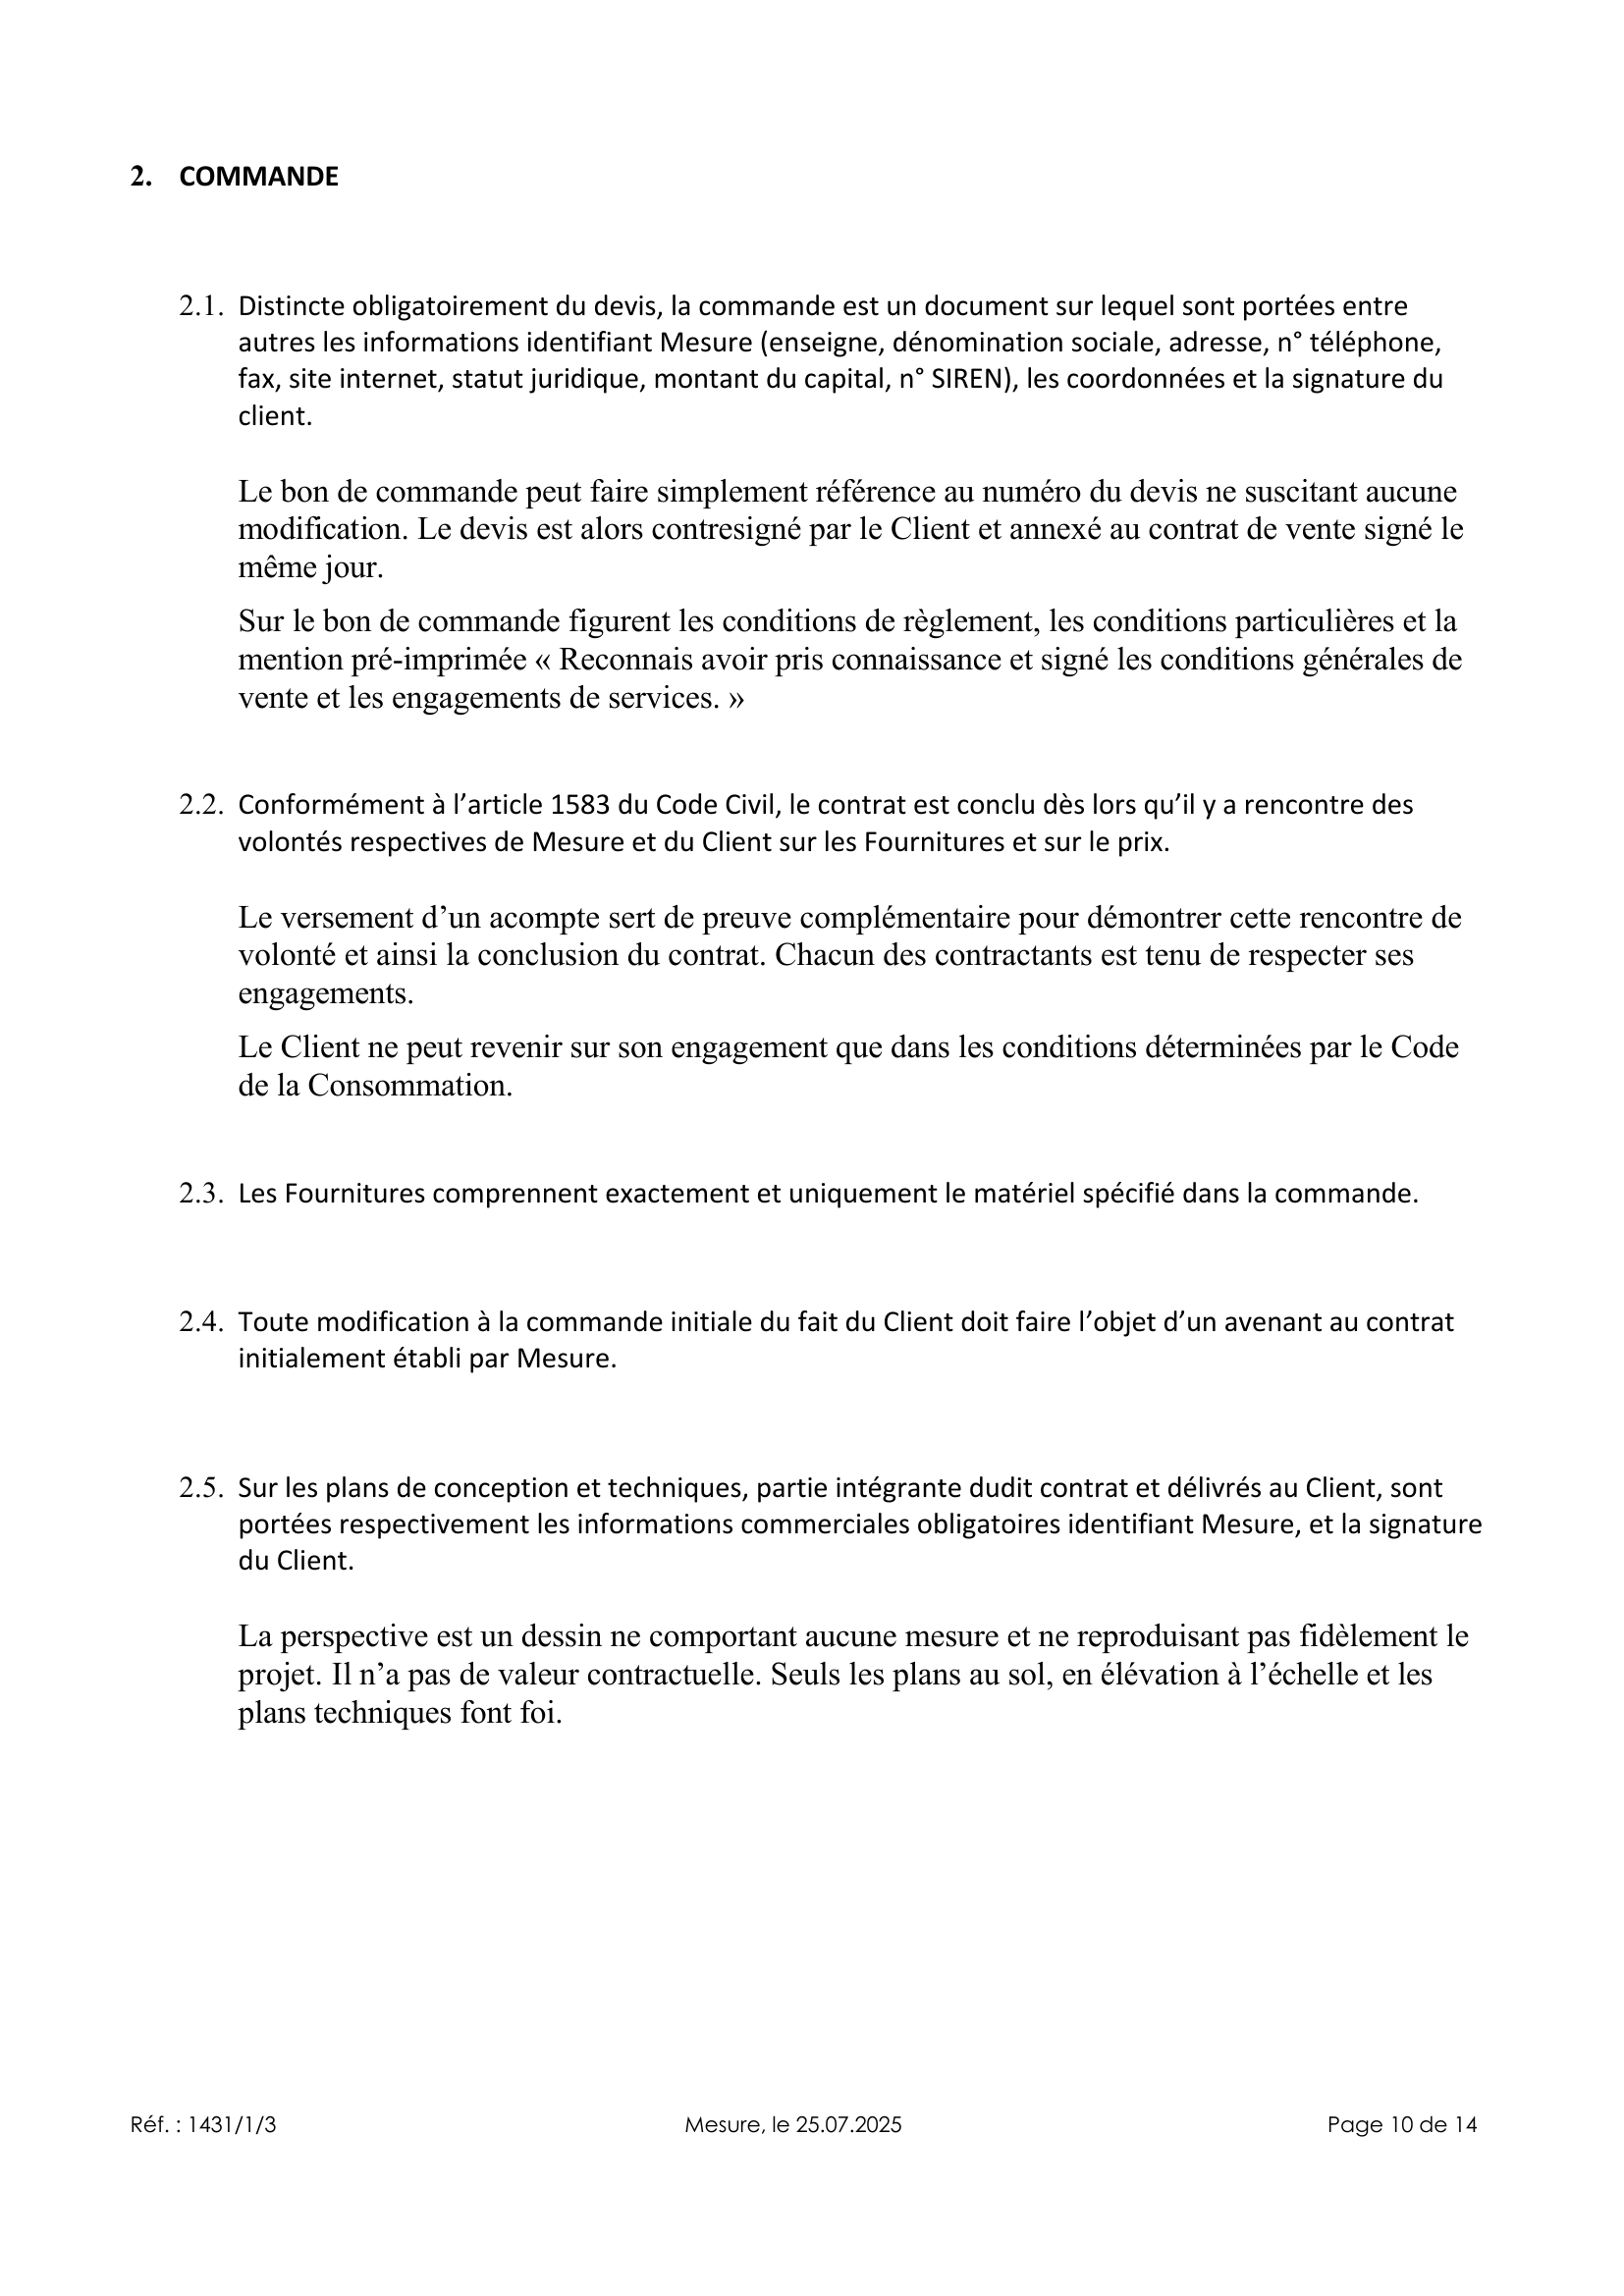 2. COMMANDE
2.1. Distincte obligatoirement du devis, la commande est un document sur lequel sont portées entre
autres les informations identifiant Mesure (enseigne, dénomination sociale, adresse, n° téléphone,
fax, site internet, statut juridique, montant du capital, n° SIREN), les coordonnées et la signature du
client.
Le bon de commande peut faire simplement référence au numéro du devis ne suscitant aucune
modification. Le devis est alors contresigné par le Client et annexé au contrat de vente signé le
même jour.
Sur le bon de commande figurent les conditions de règlement, les conditions particulières et la
mention pré-imprimée « Reconnais avoir pris connaissance et signé les conditions générales de
vente et les engagements de services. »
2.2. Conformément à l’article 1583 du Code Civil, le contrat est conclu dès lors qu’il y a rencontre des
volontés respectives de Mesure et du Client sur les Fournitures et sur le prix.
Le versement d’un acompte sert de preuve complémentaire pour démontrer cette rencontre de
volonté et ainsi la conclusion du contrat. Chacun des contractants est tenu de respecter ses
engagements.
Le Client ne peut revenir sur son engagement que dans les conditions déterminées par le Code
de la Consommation.
2.3. Les Fournitures comprennent exactement et uniquement le matériel spécifié dans la commande.
2.4. Toute modification à la commande initiale du fait du Client doit faire l’objet d’un avenant au contrat
initialement établi par Mesure.
2.5. Sur les plans de conception et techniques, partie intégrante dudit contrat et délivrés au Client, sont
portées respectivement les informations commerciales obligatoires identifiant Mesure, et la signature
du Client.
La perspective est un dessin ne comportant aucune mesure et ne reproduisant pas fidèlement le
projet. Il n’a pas de valeur contractuelle. Seuls les plans au sol, en élévation à l’échelle et les
plans techniques font foi.
Réf. : 1431/1/3 Mesure, le 25.07.2025 Page 10 de 14